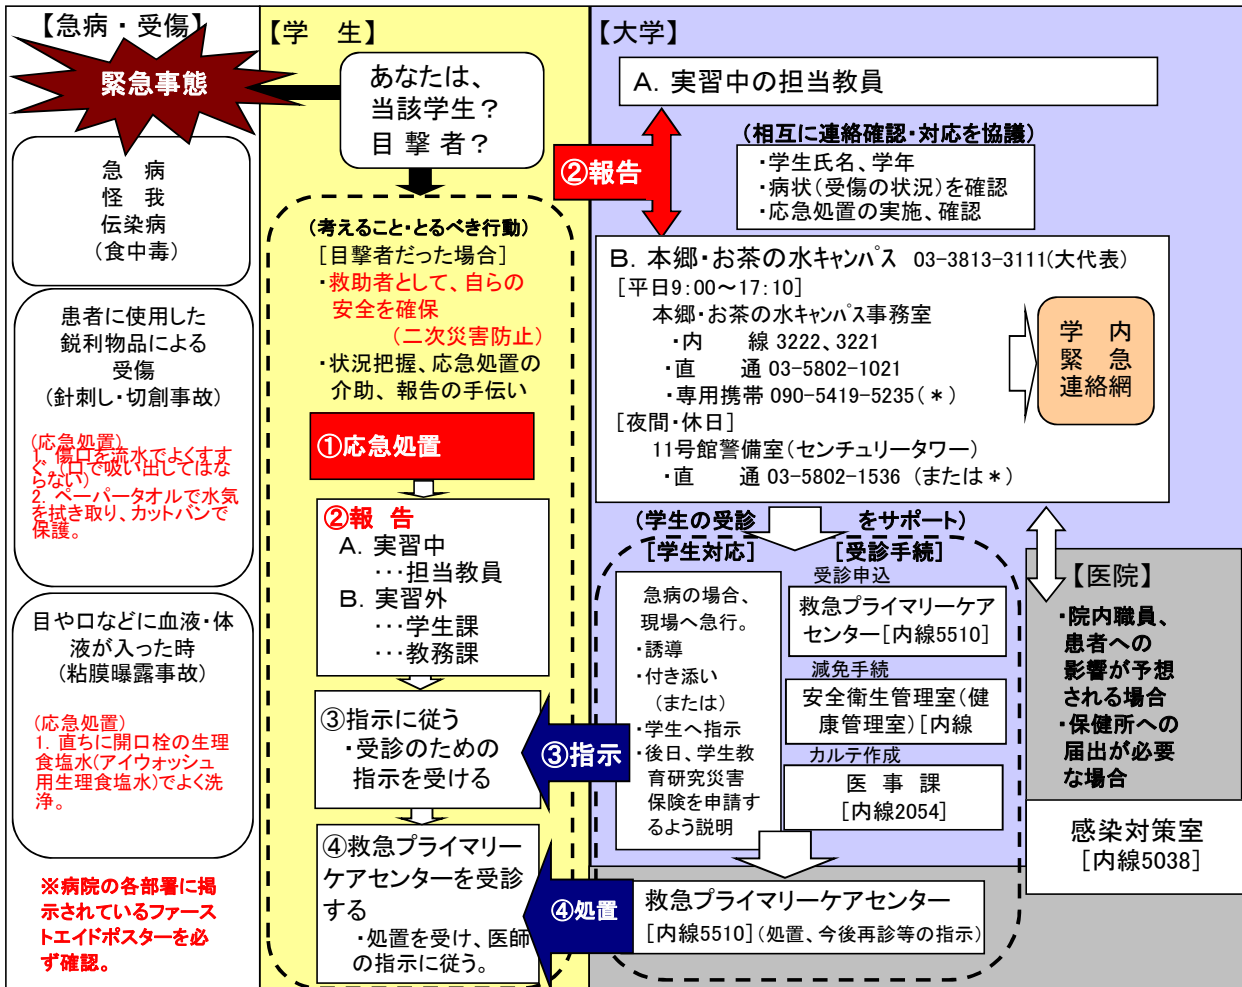 【急病・受傷】
緊急事態
急　病
怪　我
伝染病
(食中毒)
患者に使用した
鋭利物品による
受傷
(針刺し・切創事故)
(応急処置)
1. 傷口を流水でよくすす
ぐ。(口で吸い出してはな
らない)
2. ペーパータオルで水気
を拭き取り、カットバンで
保護。
目や口などに血液・体
液が入った時
(粘膜曝露事故)
(応急処置)
1. 直ちに開口栓の生理
食塩水(アイウォッシュ
用生理食塩水)でよく洗
浄。
※病院の各部署に掲
示されているファース
トエイドポスターを必
ず確認。
【学　生】
あなたは、
当該学生？
目 撃 者？
(考えること・とるべき行動)
[目撃者だった場合]
・救助者として、自らの
安全を確保
(二次災害防止)
・状況把握、応急処置の
介助、報告の手伝い
①応急処置
②報 告
A. 実習中
…担当教員
B. 実習外
…学生課
…教務課
③指示に従う
・受診のための
指示を受ける
④救急プライマリー
ケアセンターを受診
する
・処置を受け、医師
の指示に従う。
【大学】
A. 実習中の担当教員
②報告
(相互に連絡確認・対応を協議)
・学生氏名、学年
・病状(受傷の状況)を確認
・応急処置の実施、確認
B. 本郷・お茶の水キャンパス 03-3813-3111(大代表)
[平日9:00～17:10]
本郷・お茶の水キャンパス事務室
・内　　線 3222、3221
・直　　通 03-5802-1021
・専用携帯 090-5419-5235(＊)
[夜間・休日]
11号館警備室(センチュリータワー)
・直　　通 03-5802-1536 (または＊)
学　内
緊　急
連絡網
(学生の受診　　をサポート)
[学生対応]
急病の場合、
現場へ急行。
・誘導
・付き添い
(または)
・学生へ指示
・後日、学生教
育研究災害
保険を申請す
るよう説明
③指示
[受診手続]
受診申込
救急プライマリーケア
センター[内線5510]
減免手続
安全衛生管理室(健
康管理室)[内線
カルテ作成
医 事 課
[内線2054]
④処置
救急プライマリーケアセンター
[内線5510](処置、今後再診等の指示)
【医院】
・院内職員、
患者への
影響が予想
される場合
・保健所への
届出が必要
な場合
感染対策室
[内線5038]